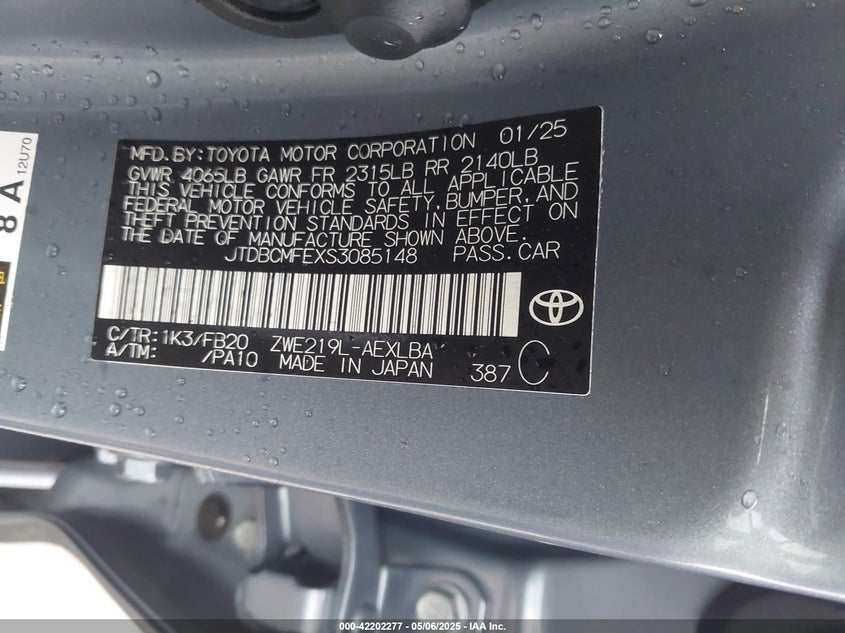 12U70
8 A
MFD.BY:TOYOTA MOTOR CORPORATION 01/25
GVWR 4065LB GAWR FR 2315LB RR 2140LB
THIS VEHICLE CONFORMS TO ALL APPLICABLE
FEDERAL MOTOR VEHICLE SAFETY,BUMPER,AND
THEFT PREVENTION STANDARDS IN EFFECT ON
THE DATE OF MANUFACTURE SHOWN ABOVE.
JTDBCMFEXS3085148 PASS.CAR
C/TR:1K3/FB20 ZWE219L-AEXLBA
A/TM: /PA10 MADE IN JAPAN 387 C
000-42202277 - 05/06/2025 - IAA Inc.